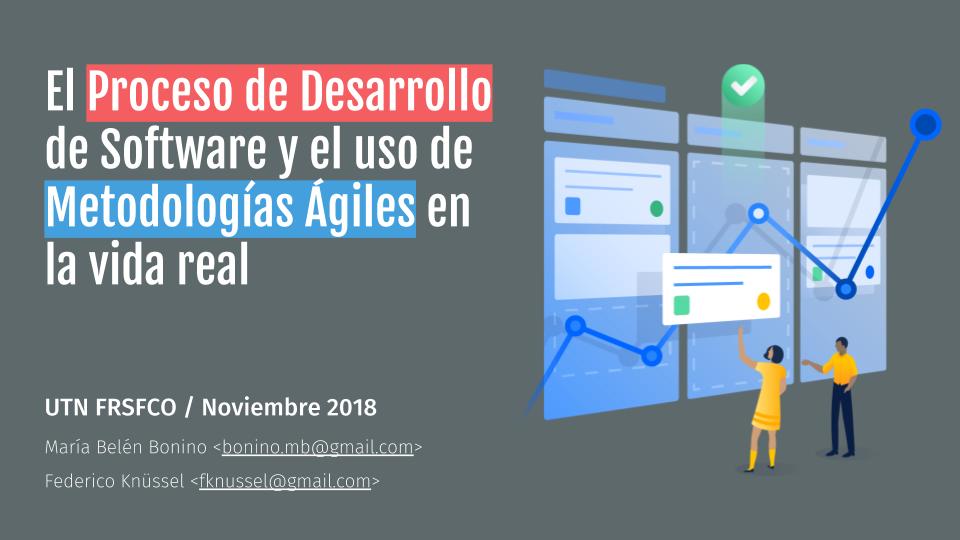 El Proceso de Desarrollo
de Software y el uso de
Metodologías Ágiles en
la vida real
UTN FRSFCO / Noviembre 2018
María Belén Bonino <bonino.mb@gmail.com>
Federico Knüssel <fknussel@gmail.com>